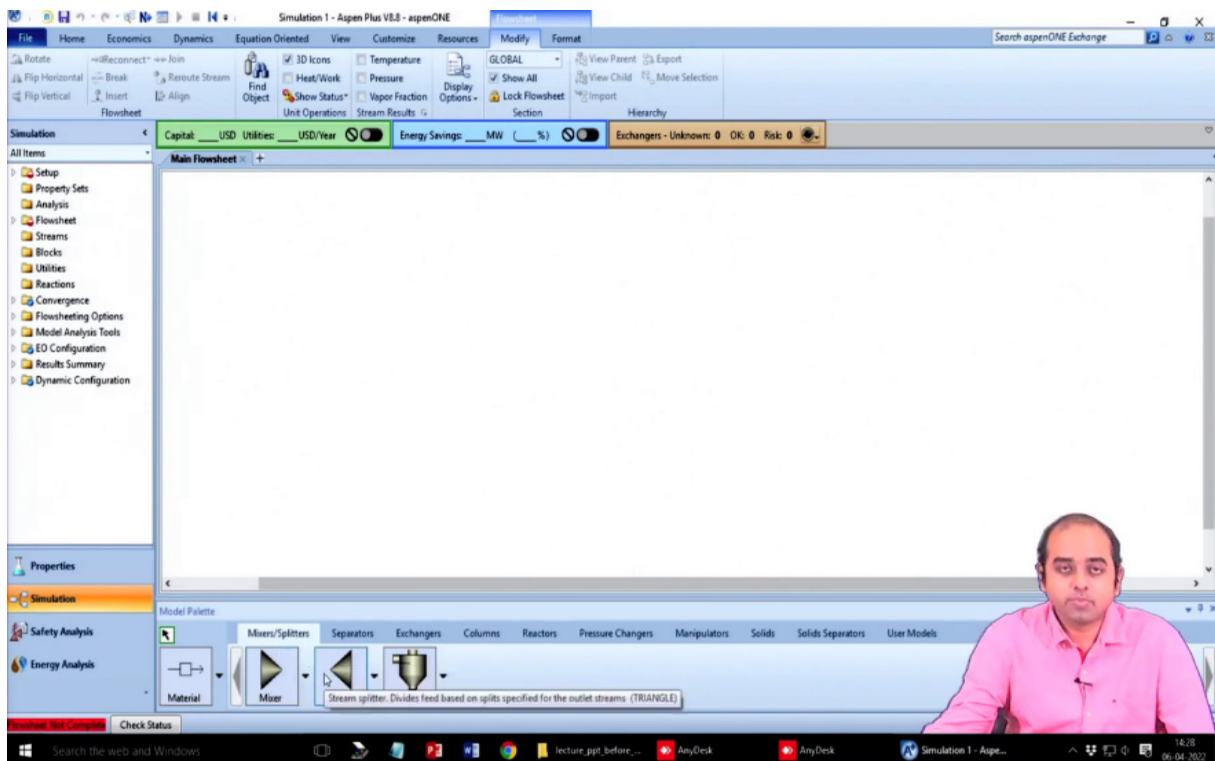 Simulation 1 - Aspen Plus V8.8 - aspenONE
Flowsheet
File Home Economics Dynamics Equation Oriented View Customize Resources Modify Format
Search aspenONE Exchange
Rotate Reconnect Join
Flip Horizontal Break Reroute Stream
Flip Vertical Insert Align
Flowsheet
Find Object
3D Icons
Heat/Work
Show Status
Unit Operations
Temperature
Pressure
Vapor Fraction
Stream Results
Display Options
GLOBAL
Show All
Lock Flowsheet
Section
View Parent Export
View Child Move Selection
Import
Hierarchy
Simulation
Capital: ____ USD Utilities: ____ USD/Year
Energy Savings: ____ MW ( ____ %)
Exchangers - Unknown: 0 OK: 0 Risk: 0
All Items
Main Flowsheet × +
Setup
Property Sets
Analysis
Flowsheet
Streams
Blocks
Utilities
Reactions
Convergence
Flowsheeting Options
Model Analysis Tools
EO Configuration
Results Summary
Dynamic Configuration
Properties
Simulation
Safety Analysis
Energy Analysis
Model Palette
Mixers/Splitters Separators Exchangers Columns Reactors Pressure Changers Manipulators Solids Solids Separators User Models
Material Mixer
Stream splitter. Divides feed based on splits specified for the outlet streams (TRIANGLE)
Flowsheet Not Complete Check Status
Search the web and Windows
lecture_ppt_before_...
AnyDesk
AnyDesk
Simulation 1 - Aspe...
14:28
06-04-2022